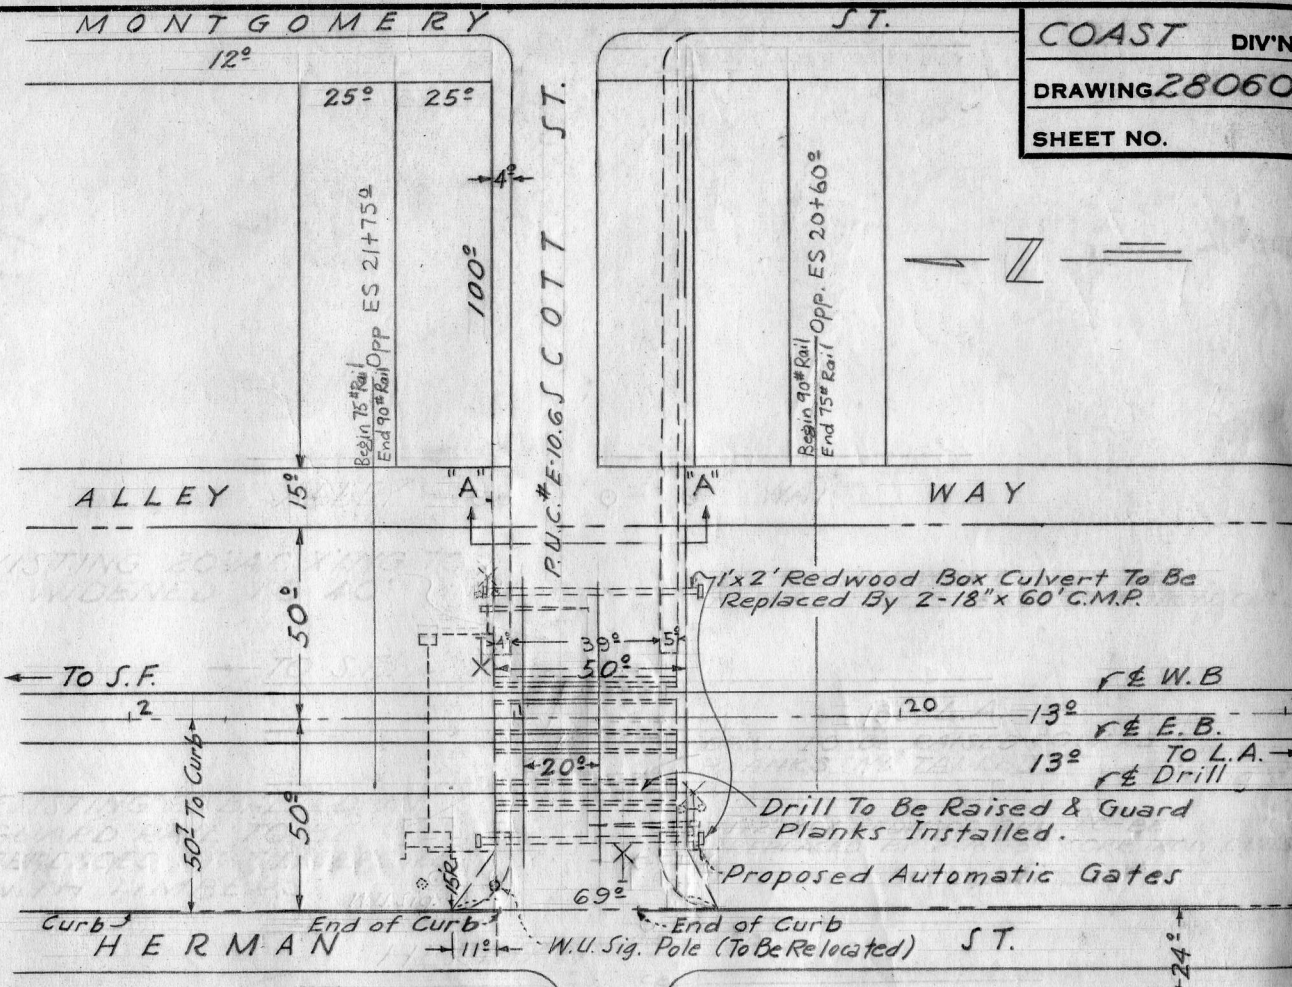 MONTGOMERY ST.
COAST DIV'N
DRAWING 28060
SHEET NO.
12º
25º 25º
4º
100º
SCOTT ST.
P.U.C. # E-10.6
Begin 75# Rail
End 90# Rail
Opp ES 21+75º
Begin 90# Rail
End 75# Rail
Opp. ES 20+60º
Z
ALLEY WAY
15º
"A" "A"
1'x2' Redwood Box Culvert To Be
Replaced By 2-18"x 60' C.M.P.
50º
4º 39º 5º
50º
TO S.F.
℄ W.B
2 20 13º
℄ E.B.
13º To L.A.
℄ Drill
20º
50º To Curb
50º
Drill To Be Raised & Guard
Planks Installed.
Proposed Automatic Gates
15'R.
69º
Curb End of Curb End of Curb
HERMAN ST.
11º
W.U. Sig. Pole (To Be Relocated)
24º